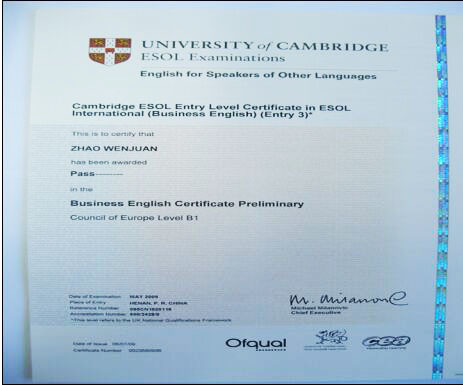 UNIVERSITY of CAMBRIDGE
ESOL Examinations
English for Speakers of Other Languages
Cambridge ESOL Entry Level Certificate in ESOL
International (Business English) (Entry 3)*
This is to certify that
ZHAO WENJUAN
has been awarded
Pass--------
in the
Business English Certificate Preliminary
Council of Europe Level B1
Date of Examination MAY 2009
Place of Entry HENAN, P. R. CHINA
Reference Number
Accreditation Number
*This level refers to the UK National Qualifications Framework
M. Milanovic
Michael Milanovic
Chief Executive
Date of Issue
Certificate Number
Ofqual
cea